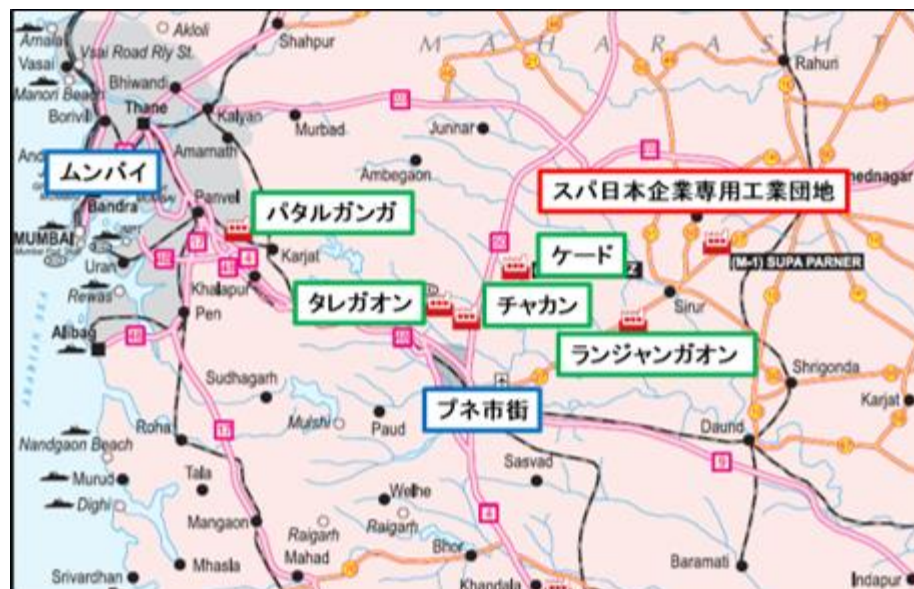 Akloli
Arnala
Shahpur
M A H A R A S H T
Vasai
Vsai Road Rly St.
Rahuri
Bhiwandi
Manori Beach
Thane
Borivli
Kalyan
Murbad
Junnar
Amarnath
Ambegaon
ムンバイ
スパ日本企業専用工業団地
mednagar
Bandra
Panvel
パタルガンガ
MUMBAI
Karjat
ケード
(M-1) SUPA PARNER
Uran
Khalapur
Rewas
タレガオン
チャカン
Sirur
Pen
ランジャンガオン
Alibag
Shrigonda
Sudhagarh
プネ市街
Karjat
Mulshi
Paud
Nandgaon Beach
Roha
Daund
Sasvad
9
Murud
Tala
Welhe
Dighi
17
4
Mangaon
Raigarh
Raigarh
Bhor
Mahad
Baramati
Mhasla
Srivardhan
Khandala
Indapur